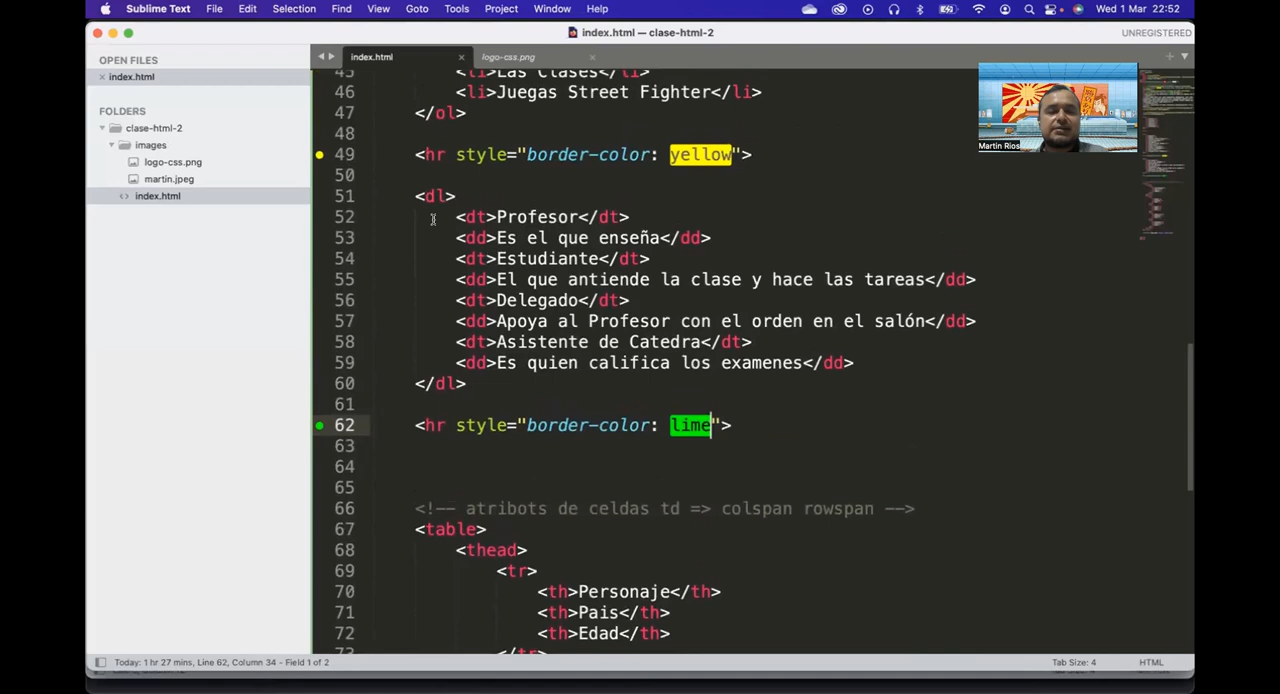 Sublime Text File Edit Selection Find View Goto Tools Project Window Help Wed 1 Mar 22:52
index.html — clase-html-2 UNREGISTERED
OPEN FILES
index.html
FOLDERS
clase-html-2
images
logo-css.png
martin.jpeg
index.html
index.html logo-css.png
45 <li>Las Clases</li>
46 <li>Juegas Street Fighter</li>
47 </ol>
48
49 <hr style="border-color: yellow">
50
51 <dl>
52 <dt>Profesor</dt>
53 <dd>Es el que enseña</dd>
54 <dt>Estudiante</dt>
55 <dd>El que antiende la clase y hace las tareas</dd>
56 <dt>Delegado</dt>
57 <dd>Apoya al Profesor con el orden en el salón</dd>
58 <dt>Asistente de Catedra</dt>
59 <dd>Es quien califica los examenes</dd>
60 </dl>
61
62 <hr style="border-color: lime">
63
64
65
66 <!-- atribots de celdas td => colspan rowspan -->
67 <table>
68 <thead>
69 <tr>
70 <th>Personaje</th>
71 <th>Pais</th>
72 <th>Edad</th>
73 </tr>
Martin Rios
Today: 1 hr 27 mins, Line 62, Column 34 - Field 1 of 2 Tab Size: 4 HTML